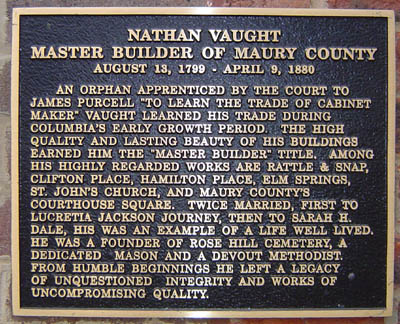 NATHAN VAUGHT
MASTER BUILDER OF MAURY COUNTY
AUGUST 13, 1799 - APRIL 9, 1880
AN ORPHAN APPRENTICED BY THE COURT TO
JAMES PURCELL "TO LEARN THE TRADE OF CABINET
MAKER" VAUGHT LEARNED HIS TRADE DURING
COLUMBIA'S EARLY GROWTH PERIOD. THE HIGH
QUALITY AND LASTING BEAUTY OF HIS BUILDINGS
EARNED HIM THE "MASTER BUILDER" TITLE. AMONG
HIS HIGHLY REGARDED WORKS ARE RATTLE & SNAP,
CLIFTON PLACE, HAMILTON PLACE, ELM SPRINGS,
ST. JOHN'S CHURCH, AND MAURY COUNTY'S
COURTHOUSE SQUARE. TWICE MARRIED, FIRST TO
LUCRETIA JACKSON JOURNEY, THEN TO SARAH H.
DALE, HIS WAS AN EXAMPLE OF A LIFE WELL LIVED.
HE WAS A FOUNDER OF ROSE HILL CEMETERY, A
DEDICATED MASON AND A DEVOUT METHODIST.
FROM HUMBLE BEGINNINGS HE LEFT A LEGACY
OF UNQUESTIONED INTEGRITY AND WORKS OF
UNCOMPROMISING QUALITY.